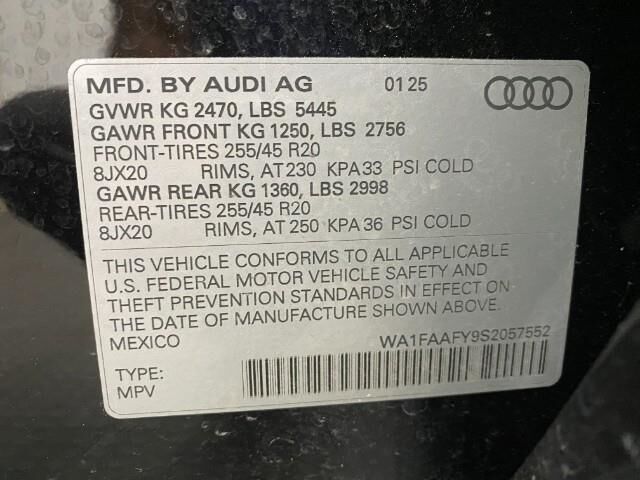 MFD. BY AUDI AG 01 25
GVWR KG 2470, LBS 5445
GAWR FRONT KG 1250, LBS 2756
FRONT-TIRES 255/45 R20
8JX20 RIMS, AT 230 KPA 33 PSI COLD
GAWR REAR KG 1360, LBS 2998
REAR-TIRES 255/45 R20
8JX20 RIMS, AT 250 KPA 36 PSI COLD
THIS VEHICLE CONFORMS TO ALL APPLICABLE
U.S. FEDERAL MOTOR VEHICLE SAFETY AND
THEFT PREVENTION STANDARDS IN EFFECT ON
THE DATE OF MANUFACTURE SHOWN ABOVE.
MEXICO WA1FAAFY9S2057552
TYPE:
MPV